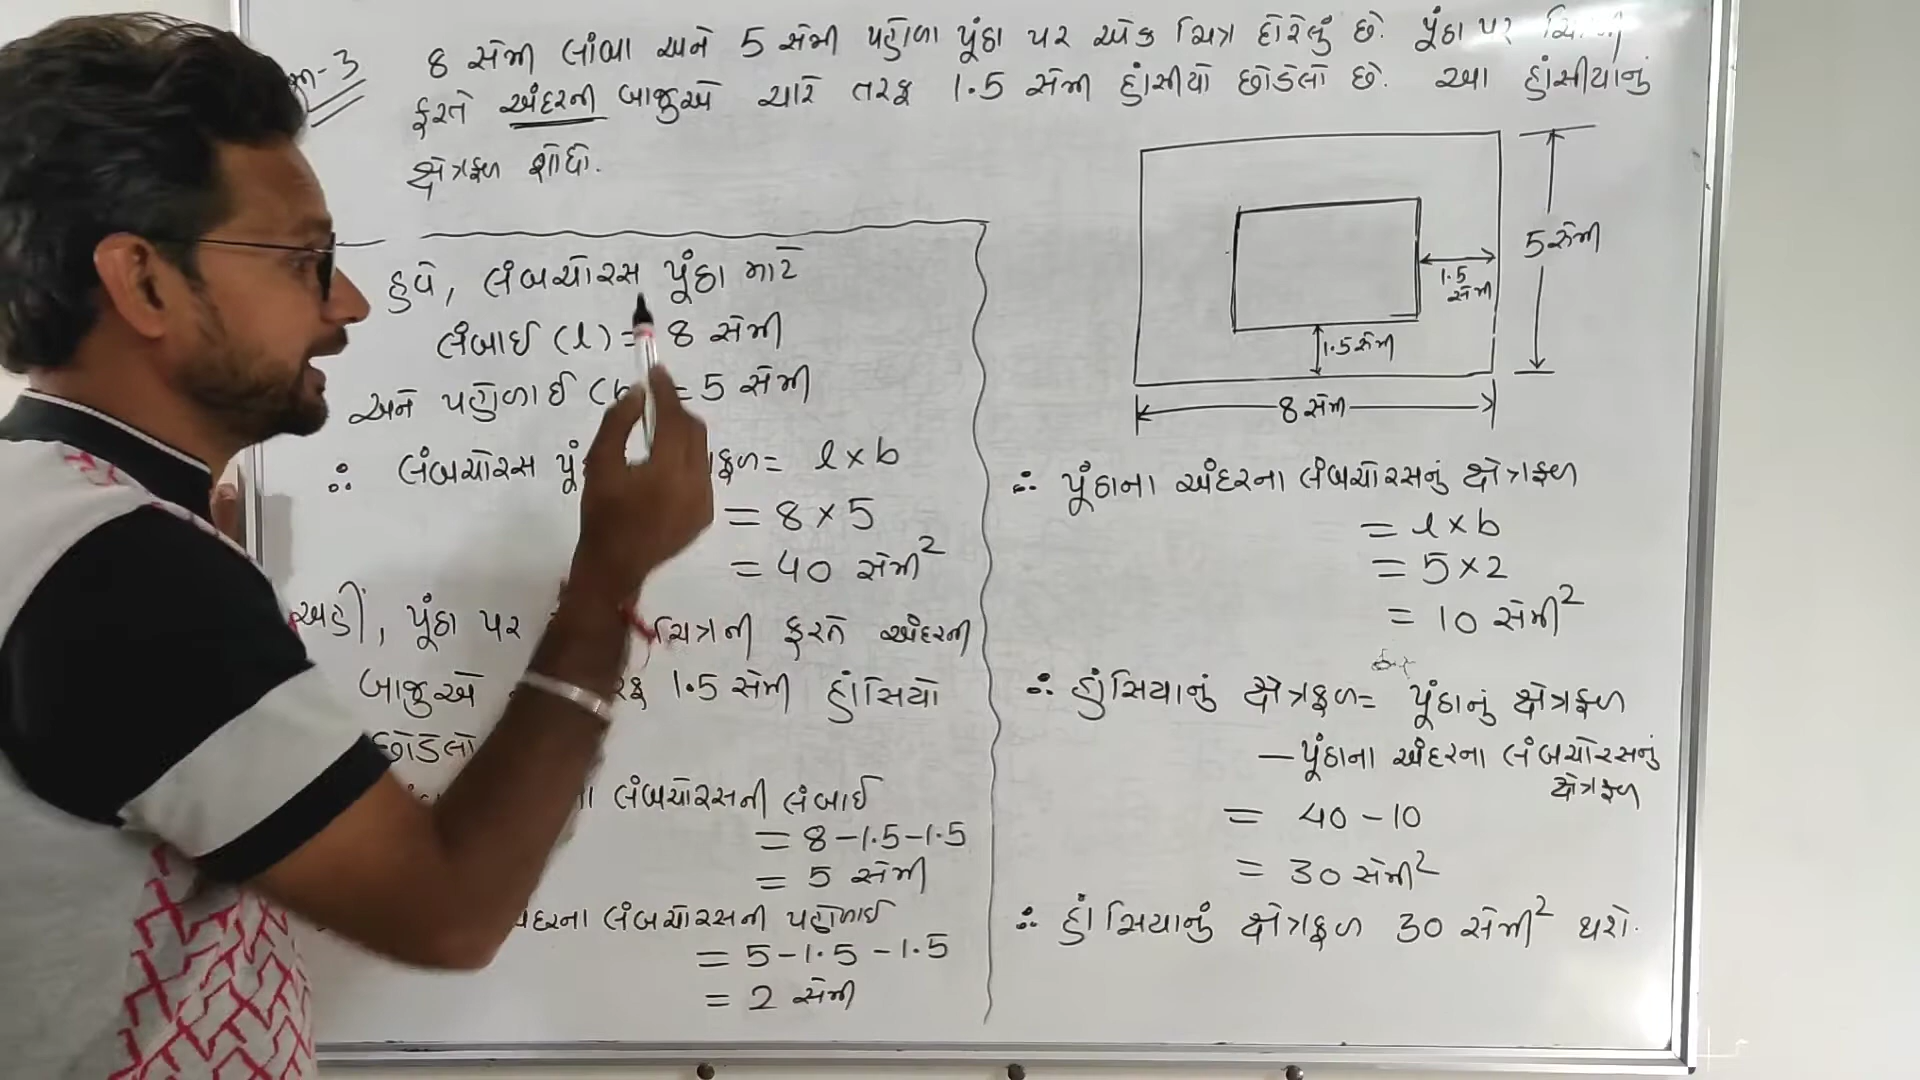 8 સેમી લાંબા અને 5 સેમી પહોળા પૂંઠા પર એક ચિત્ર દોરેલું છે. પૂંઠા પર
ફરતે અંદરની બાજુએ ચારે તરફ 1.5 સેમી હાંસીયો છોડેલો છે. આ હાંસીયાનું
ક્ષેત્રફળ શોધો.
હવે, લંબચોરસ પૂંઠા માટે
લંબાઈ (l) = 8 સેમી
અને પહોળાઈ (b = 5 સેમી
∴ લંબચોરસ = l × b
= 8 × 5
= 40 સેમી²
અહીં, પૂંઠા પર ચિત્રની ફરતે અંદરની
બાજુએ 1.5 સેમી હાંસિયો
છોડેલો
લંબચોરસની લંબાઈ
= 8 - 1.5 - 1.5
= 5 સેમી
લંબચોરસની પહોળાઈ
= 5 - 1.5 - 1.5
= 2 સેમી
5 સેમી
1.5
સેમી
1.5 સેમી
8 સેમી
∴ પૂંઠાના અંદરના લંબચોરસનું ક્ષેત્રફળ
= l × b
= 5 × 2
= 10 સેમી²
∴ હાંસિયાનું ક્ષેત્રફળ = પૂંઠાનું ક્ષેત્રફળ
— પૂંઠાના અંદરના લંબચોરસનું
ક્ષેત્રફળ
= 40 - 10
= 30 સેમી²
∴ હાંસિયાનું ક્ષેત્રફળ 30 સેમી² થશે.